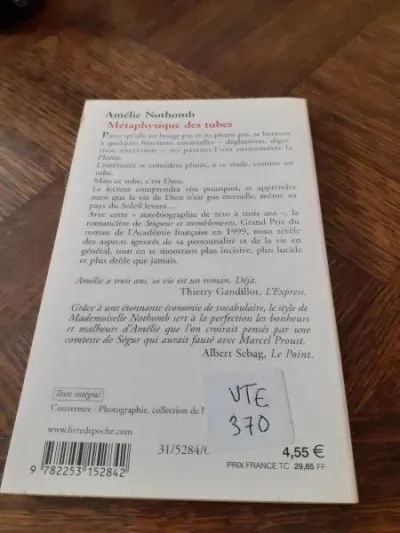 Amélie Nothomb
Métaphysique des tubes
Parce qu'elle ne bouge pas et ne pleure pas, se bornant
à quelques fonctions essentielles – déglutition, diges-
tion, excrétion –, ses parents l'ont surnommée la
Plante.
L'intéressée se considère plutôt, à ce stade, comme un
tube.
Mais ce tube, c'est Dieu.
Le lecteur comprendra vite pourquoi, et apprendra
aussi que la vie de Dieu n'est pas éternelle, même au
pays du Soleil levant...
Avec cette « autobiographie de zéro à trois ans », la
romancière de Stupeur et tremblements, Grand Prix du
roman de l'Académie française en 1999, nous révèle
des aspects ignorés de sa personnalité et de la vie en
général, tout en se montrant plus incisive, plus lucide
et plus drôle que jamais.
Amélie a trois ans, sa vie est un roman. Déjà.
Thierry Gandillot, L'Express.
Grâce à une étonnante économie de vocabulaire, le style de
Mademoiselle Nothomb sert à la perfection les bonheurs
et malheurs d'Amélie que l'on croirait pensés par une
comtesse de Ségur qui aurait fauté avec Marcel Proust.
Albert Sebag, Le Point.
Texte intégral
Couverture : Photographie, collection de l
VTE
370
www.livredepoche.com
31/5284/
4,55 €
PRIX FRANCE TC 29,85 FF
9 782253 152842